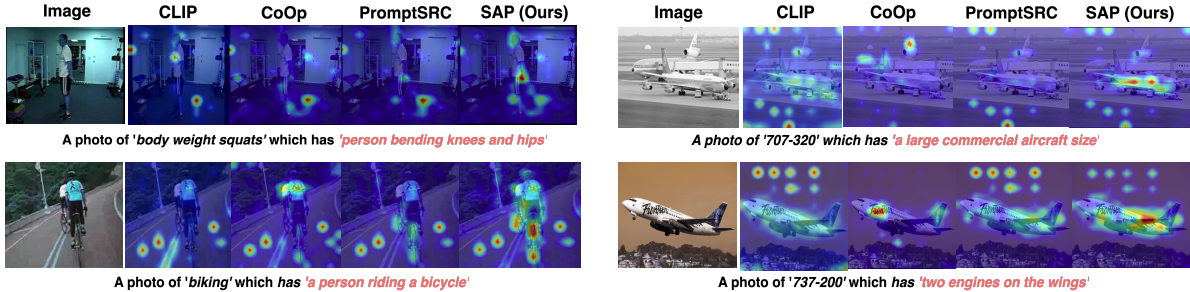 Image CLIP CoOp PromptSRC SAP (Ours)
A photo of 'body weight squats' which has 'person bending knees and hips'
A photo of 'biking' which has 'a person riding a bicycle'
Image CLIP CoOp PromptSRC SAP (Ours)
A photo of '707-320' which has 'a large commercial aircraft size'
Frontier
A photo of '737-200' which has 'two engines on the wings'